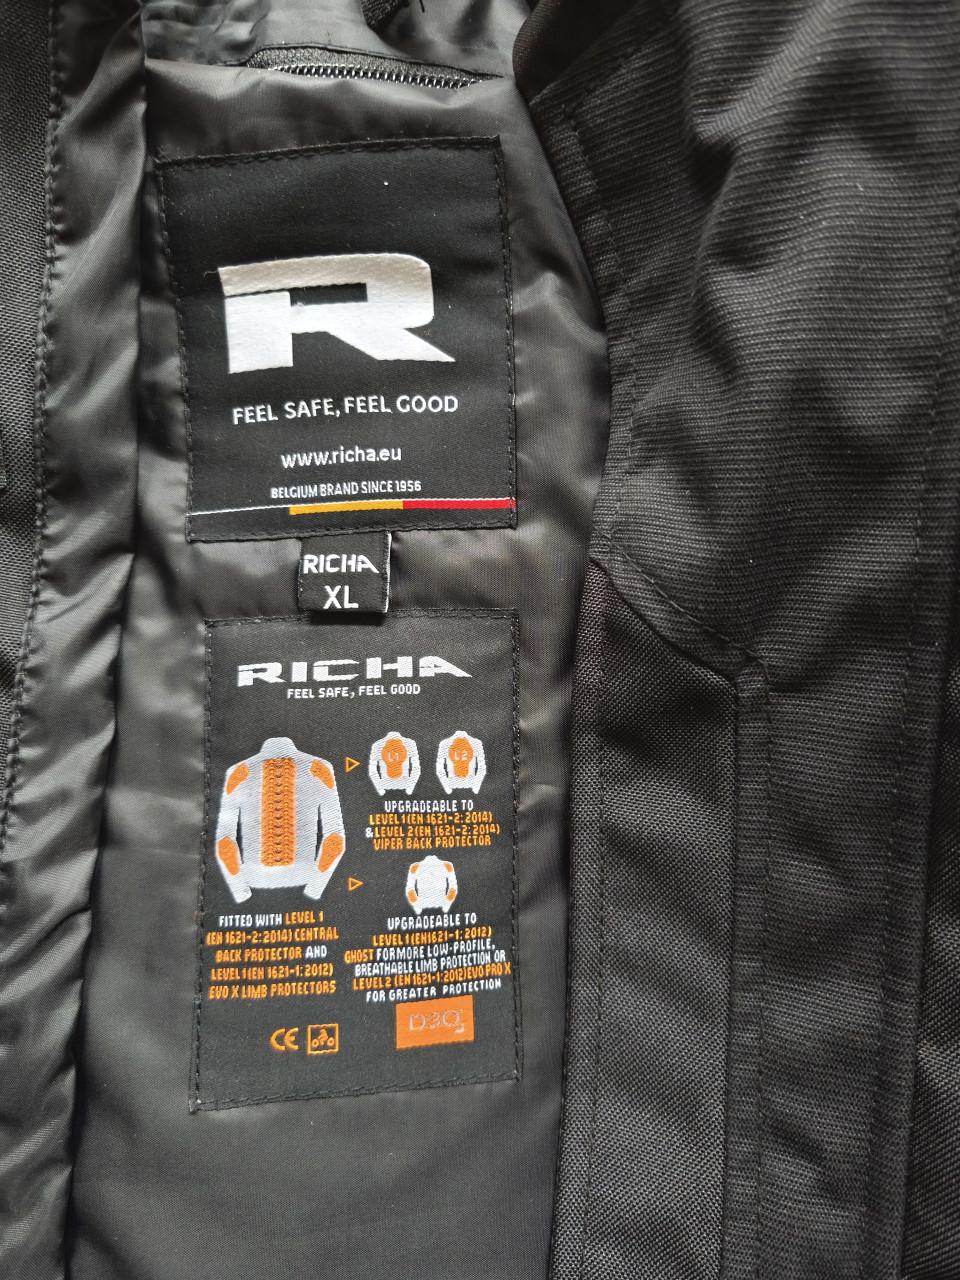 R
FEEL SAFE, FEEL GOOD
www.richa.eu
BELGIUM BRAND SINCE 1956
RICHA
XL
RICHA
FEEL SAFE, FEEL GOOD
L1
L2
UPGRADEABLE TO
LEVEL 1 (EN 1621-2: 2014)
& LEVEL 2 (EN 1621-2: 2014)
VIPER BACK PROTECTOR
FITTED WITH LEVEL 1
(EN 1621-2: 2014) CENTRAL
BACK PROTECTOR AND
LEVEL 1 (EN 1621-1: 2012)
EVO X LIMB PROTECTORS
UPGRADEABLE TO
LEVEL 1 (EN1621-1: 2012)
GHOST FOR MORE LOW-PROFILE,
BREATHABLE LIMB PROTECTION OR
LEVEL 2 (EN 1621-1:2012) EVO PRO X
FOR GREATER PROTECTION
CE
D3O